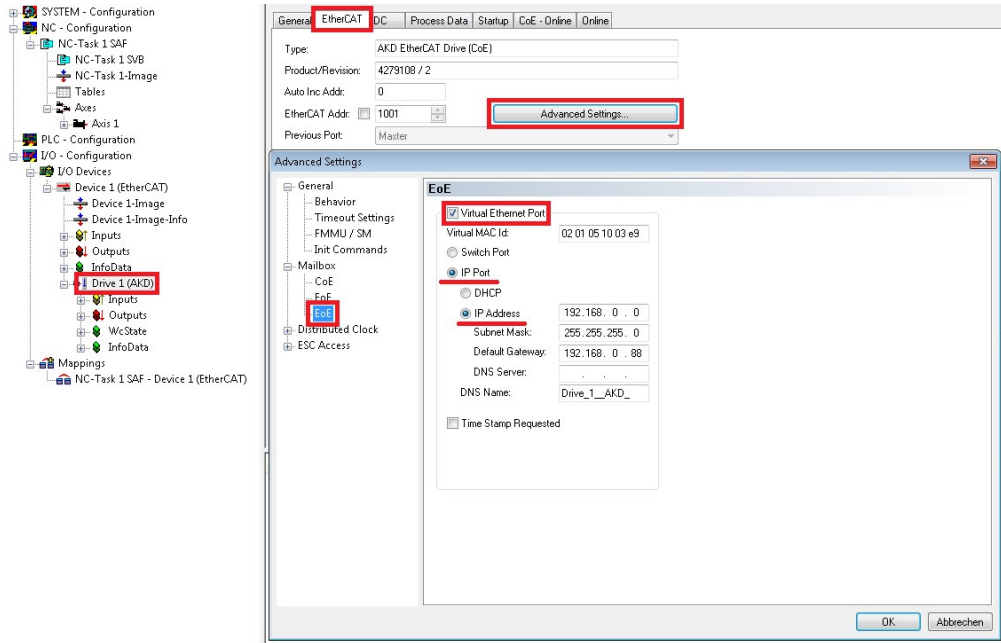 SYSTEM - Configuration
NC - Configuration
NC-Task 1 SAF
NC-Task 1 SVB
NC-Task 1-Image
Tables
Axes
Axis 1
PLC - Configuration
I/O - Configuration
I/O Devices
Device 1 (EtherCAT)
Device 1-Image
Device 1-Image-Info
Inputs
Outputs
InfoData
Drive 1 (AKD)
Inputs
Outputs
WcState
InfoData
Mappings
NC-Task 1 SAF - Device 1 (EtherCAT)
General EtherCAT DC Process Data Startup CoE - Online Online
Type: AKD EtherCAT Drive (CoE)
Product/Revision: 4279108 / 2
Auto Inc Addr: 0
EtherCAT Addr: 1001 Advanced Settings...
Previous Port: Master
Advanced Settings
General
Behavior
Timeout Settings
FMMU / SM
Init Commands
Mailbox
CoE
FoE
EoE
Distributed Clock
ESC Access
EoE
Virtual Ethernet Port
Virtual MAC Id: 02 01 05 10 03 e9
Switch Port
IP Port
DHCP
IP Address 192.168. 0 . 0
Subnet Mask: 255.255.255. 0
Default Gateway: 192.168. 0 . 88
DNS Server: . . .
DNS Name: Drive_1__AKD_
Time Stamp Requested
OK Abbrechen